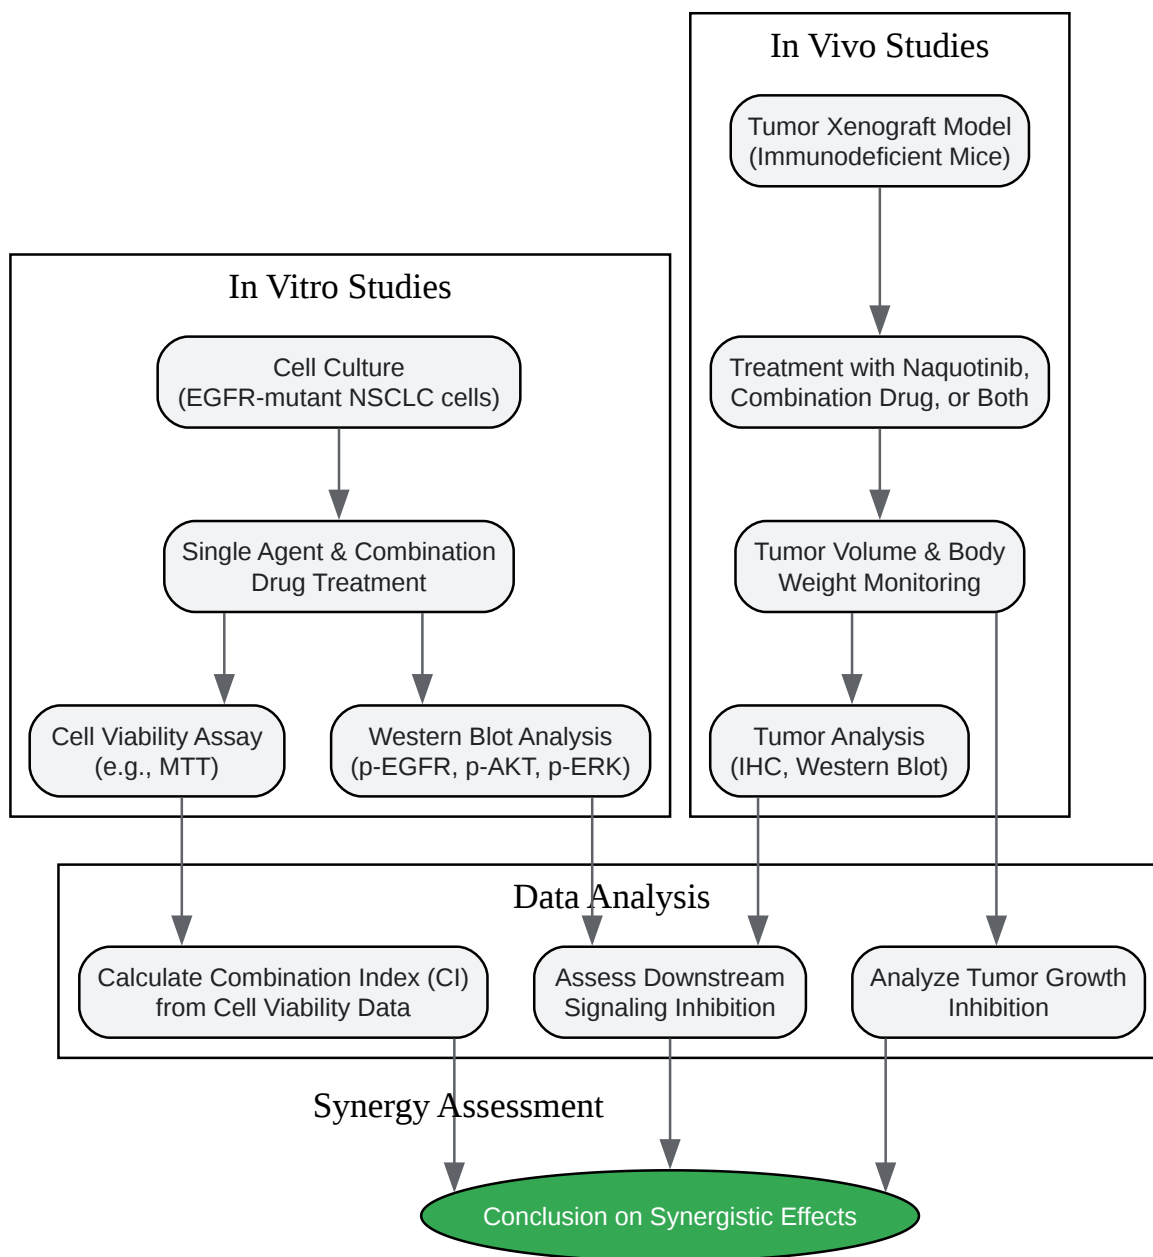 In Vivo Studies
Tumor Xenograft Model
(Immunodeficient Mice)
Treatment with Naquotinib,
Combination Drug, or Both
Tumor Volume & Body
Weight Monitoring
Tumor Analysis
(IHC, Western Blot)
In Vitro Studies
Cell Culture
(EGFR-mutant NSCLC cells)
Single Agent & Combination
Drug Treatment
Cell Viability Assay
(e.g., MTT)
Western Blot Analysis
(p-EGFR, p-AKT, p-ERK)
Data Analysis
Calculate Combination Index (CI)
from Cell Viability Data
Assess Downstream
Signaling Inhibition
Analyze Tumor Growth
Inhibition
Synergy Assessment
Conclusion on Synergistic Effects